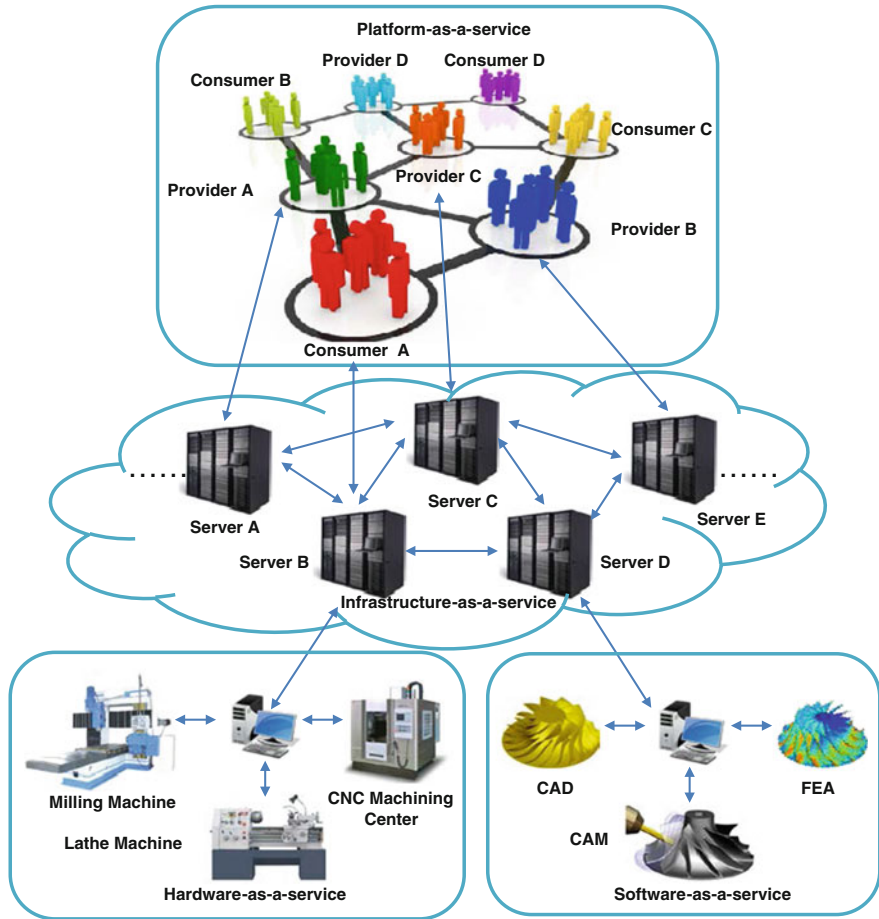 Platform-as-a-service
Provider D
Consumer D
Consumer B
Consumer C
Provider A
Provider C
Provider B
Consumer A
......
......
Server A
Server C
Server E
Server B
Server D
Infrastructure-as-a-service
Milling Machine
CNC Machining
Center
Lathe Machine
Hardware-as-a-service
CAD
FEA
CAM
Software-as-a-service